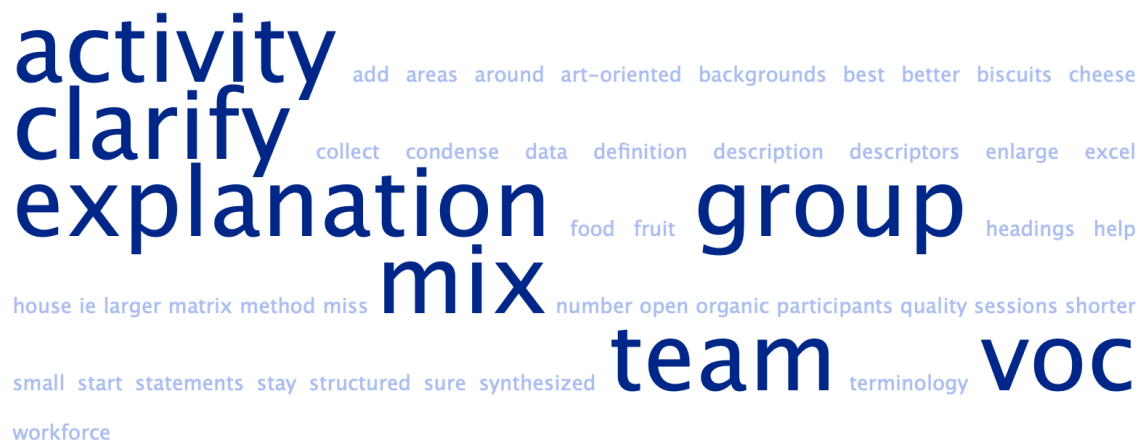 activity add areas around art-oriented backgrounds best better biscuits cheese
clarify collect condense data definition description descriptors enlarge excel
explanation food fruit group headings help
house ie larger matrix method miss mix number open organic participants quality sessions shorter
small start statements stay structured sure synthesized team terminology voc
workforce